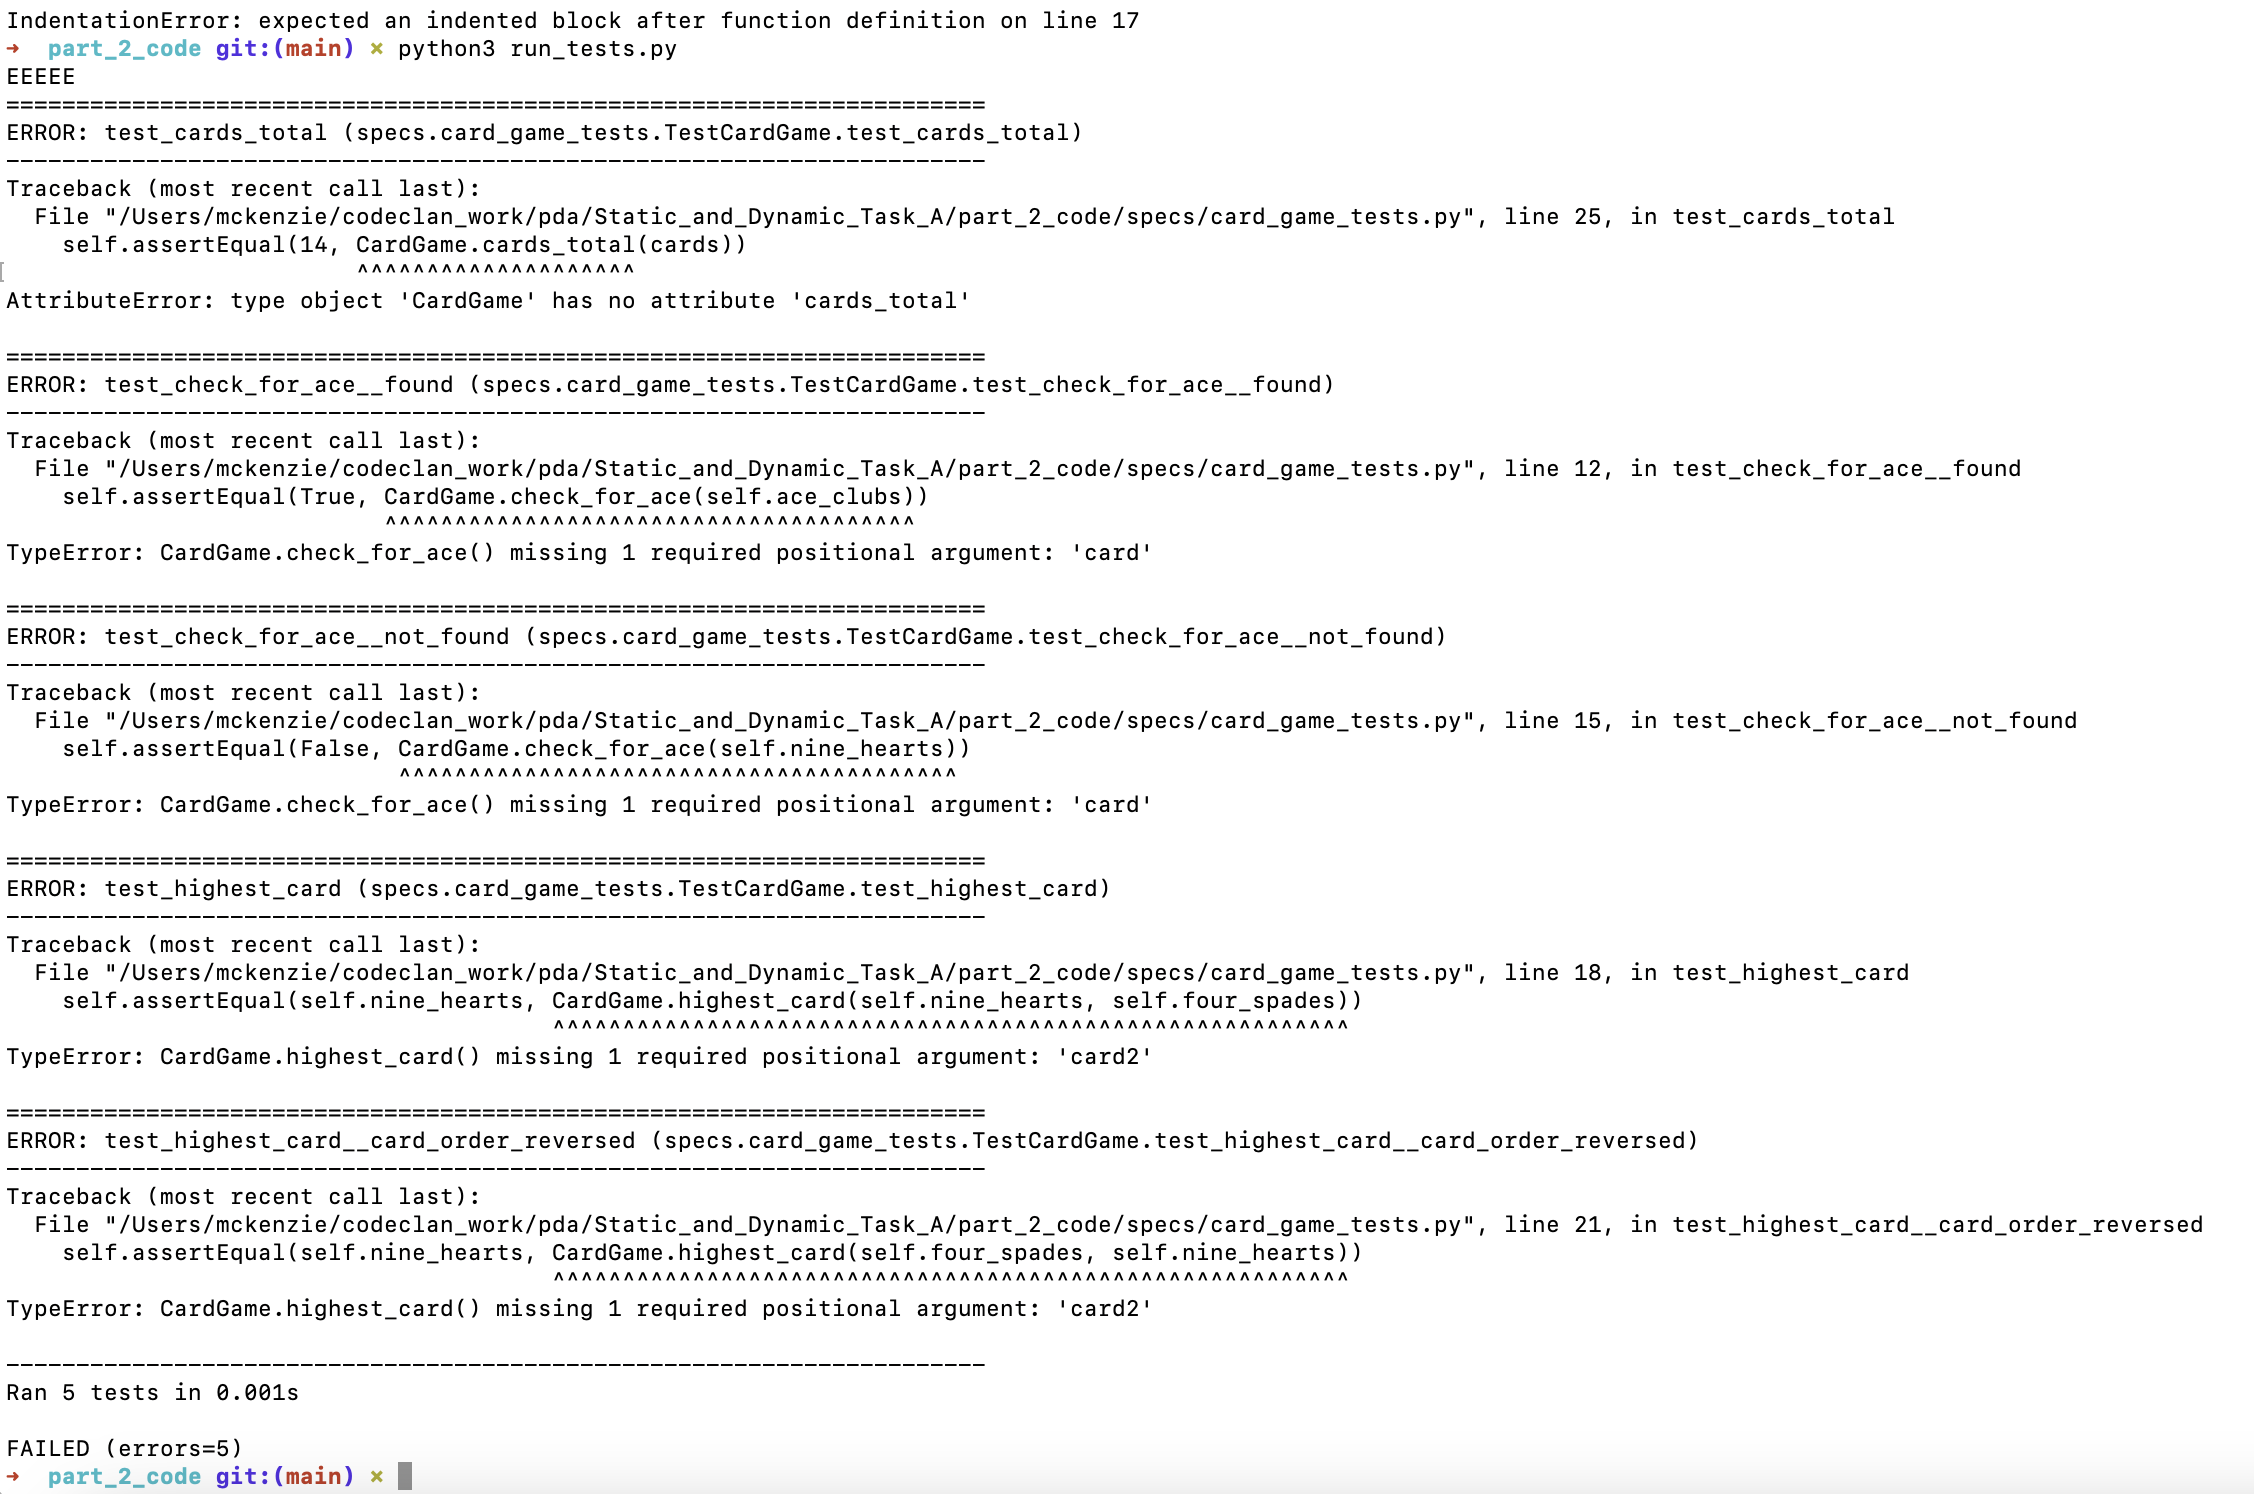 IndentationError: expected an indented block after function definition on line 17
➜  part_2_code git:(main) ✗ python3 run_tests.py
EEEEE
======================================================================
ERROR: test_cards_total (specs.card_game_tests.TestCardGame.test_cards_total)
----------------------------------------------------------------------
Traceback (most recent call last):
  File "/Users/mckenzie/codeclan_work/pda/Static_and_Dynamic_Task_A/part_2_code/specs/card_game_tests.py", line 25, in test_cards_total
    self.assertEqual(14, CardGame.cards_total(cards))
                         ^^^^^^^^^^^^^^^^^^^^
AttributeError: type object 'CardGame' has no attribute 'cards_total'

======================================================================
ERROR: test_check_for_ace__found (specs.card_game_tests.TestCardGame.test_check_for_ace__found)
----------------------------------------------------------------------
Traceback (most recent call last):
  File "/Users/mckenzie/codeclan_work/pda/Static_and_Dynamic_Task_A/part_2_code/specs/card_game_tests.py", line 12, in test_check_for_ace__found
    self.assertEqual(True, CardGame.check_for_ace(self.ace_clubs))
                           ^^^^^^^^^^^^^^^^^^^^^^^^^^^^^^^^^^^^^^
TypeError: CardGame.check_for_ace() missing 1 required positional argument: 'card'

======================================================================
ERROR: test_check_for_ace__not_found (specs.card_game_tests.TestCardGame.test_check_for_ace__not_found)
----------------------------------------------------------------------
Traceback (most recent call last):
  File "/Users/mckenzie/codeclan_work/pda/Static_and_Dynamic_Task_A/part_2_code/specs/card_game_tests.py", line 15, in test_check_for_ace__not_found
    self.assertEqual(False, CardGame.check_for_ace(self.nine_hearts))
                            ^^^^^^^^^^^^^^^^^^^^^^^^^^^^^^^^^^^^^^^^
TypeError: CardGame.check_for_ace() missing 1 required positional argument: 'card'

======================================================================
ERROR: test_highest_card (specs.card_game_tests.TestCardGame.test_highest_card)
----------------------------------------------------------------------
Traceback (most recent call last):
  File "/Users/mckenzie/codeclan_work/pda/Static_and_Dynamic_Task_A/part_2_code/specs/card_game_tests.py", line 18, in test_highest_card
    self.assertEqual(self.nine_hearts, CardGame.highest_card(self.nine_hearts, self.four_spades))
                                       ^^^^^^^^^^^^^^^^^^^^^^^^^^^^^^^^^^^^^^^^^^^^^^^^^^^^^^^^^
TypeError: CardGame.highest_card() missing 1 required positional argument: 'card2'

======================================================================
ERROR: test_highest_card__card_order_reversed (specs.card_game_tests.TestCardGame.test_highest_card__card_order_reversed)
----------------------------------------------------------------------
Traceback (most recent call last):
  File "/Users/mckenzie/codeclan_work/pda/Static_and_Dynamic_Task_A/part_2_code/specs/card_game_tests.py", line 21, in test_highest_card__card_order_reversed
    self.assertEqual(self.nine_hearts, CardGame.highest_card(self.four_spades, self.nine_hearts))
                                       ^^^^^^^^^^^^^^^^^^^^^^^^^^^^^^^^^^^^^^^^^^^^^^^^^^^^^^^^^
TypeError: CardGame.highest_card() missing 1 required positional argument: 'card2'

----------------------------------------------------------------------
Ran 5 tests in 0.001s

FAILED (errors=5)
➜  part_2_code git:(main) ✗